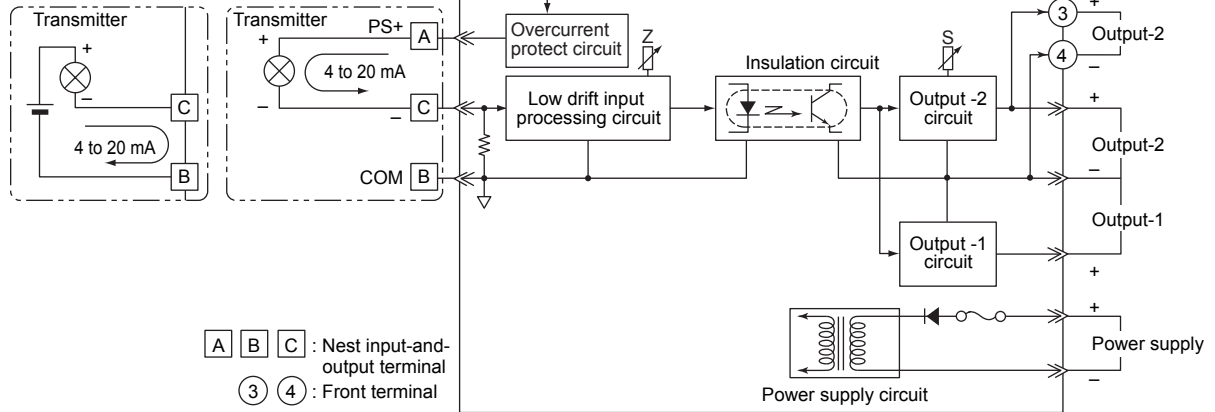 Transmitter
+
−
C
4 to 20 mA
B
Transmitter
PS+
A
+
4 to 20 mA
−
C
−
COM
B
Overcurrent
protect circuit
Z
Low drift input
processing circuit
Insulation circuit
S
Output -2
circuit
Output -1
circuit
3
+
Output-2
4
−
+
Output-2
−
Output-1
+
+
Power supply
−
Power supply circuit
A B C : Nest input-and-
output terminal
3 4 : Front terminal